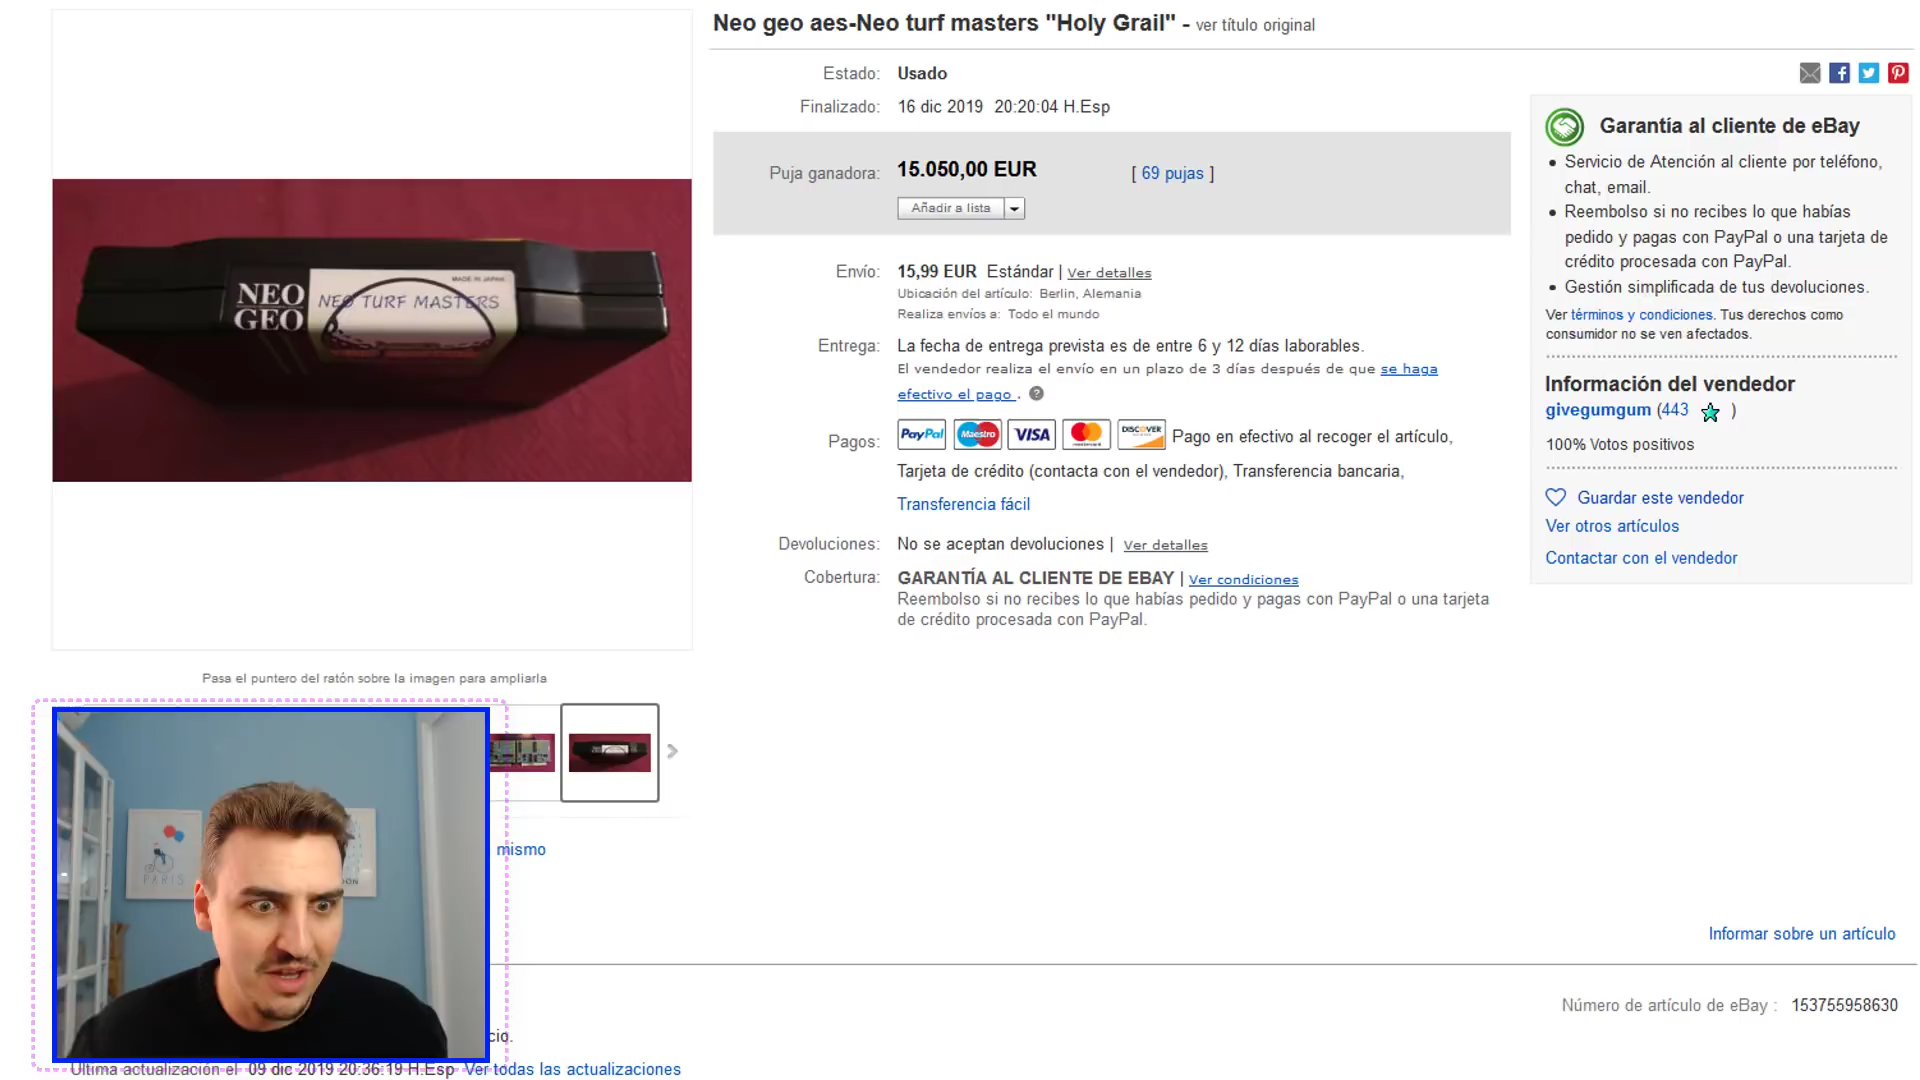 Neo geo aes-Neo turf masters "Holy Grail" - ver título original
Estado: Usado
Finalizado: 16 dic 2019 20:20:04 H.Esp
Puja ganadora: 15.050,00 EUR [ 69 pujas ]
Añadir a lista
Envío: 15,99 EUR Estándar | Ver detalles
Ubicación del artículo: Berlin, Alemania
Realiza envíos a: Todo el mundo
Entrega: La fecha de entrega prevista es de entre 6 y 12 días laborables.
El vendedor realiza el envío en un plazo de 3 días después de que se haga
efectivo el pago . ?
Pagos: PayPal Maestro VISA mastercard DISCOVER Pago en efectivo al recoger el artículo,
Tarjeta de crédito (contacta con el vendedor), Transferencia bancaria,
Transferencia fácil
Devoluciones: No se aceptan devoluciones | Ver detalles
Cobertura: GARANTÍA AL CLIENTE DE EBAY | Ver condiciones
Reembolso si no recibes lo que habías pedido y pagas con PayPal o una tarjeta
de crédito procesada con PayPal.
Garantía al cliente de eBay
Servicio de Atención al cliente por teléfono,
chat, email.
Reembolso si no recibes lo que habías
pedido y pagas con PayPal o una tarjeta de
crédito procesada con PayPal.
Gestión simplificada de tus devoluciones.
Ver términos y condiciones. Tus derechos como
consumidor no se ven afectados.
Información del vendedor
givegumgum (443 )
100% Votos positivos
Guardar este vendedor
Ver otros artículos
Contactar con el vendedor
MADE IN JAPAN
NEO
GEO
NEO TURF MASTERS
Pasa el puntero del ratón sobre la imagen para ampliarla
mismo
PARIS
Informar sobre un artículo
Número de artículo de eBay : 153755958630
cio.
Última actualización el 09 dic 2019 20:36:19 H.Esp Ver todas las actualizaciones